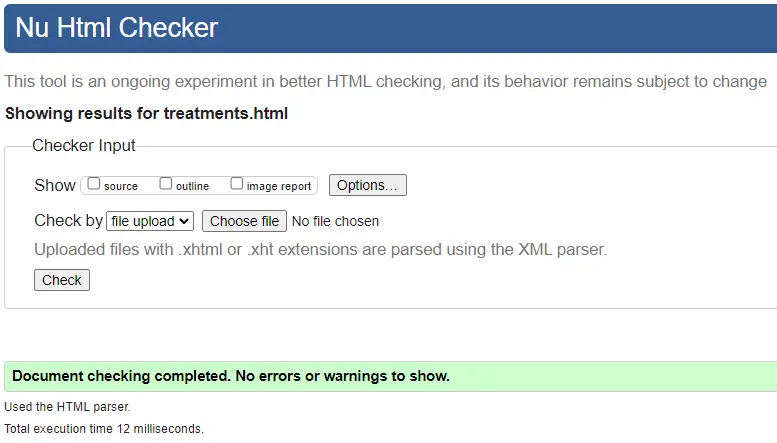 Nu Html Checker
This tool is an ongoing experiment in better HTML checking, and its behavior remains subject to change
Showing results for treatments.html
Checker Input
Show source outline image report Options...
Check by file upload Choose file No file chosen
Uploaded files with .xhtml or .xht extensions are parsed using the XML parser.
Check
Document checking completed. No errors or warnings to show.
Used the HTML parser.
Total execution time 12 milliseconds.